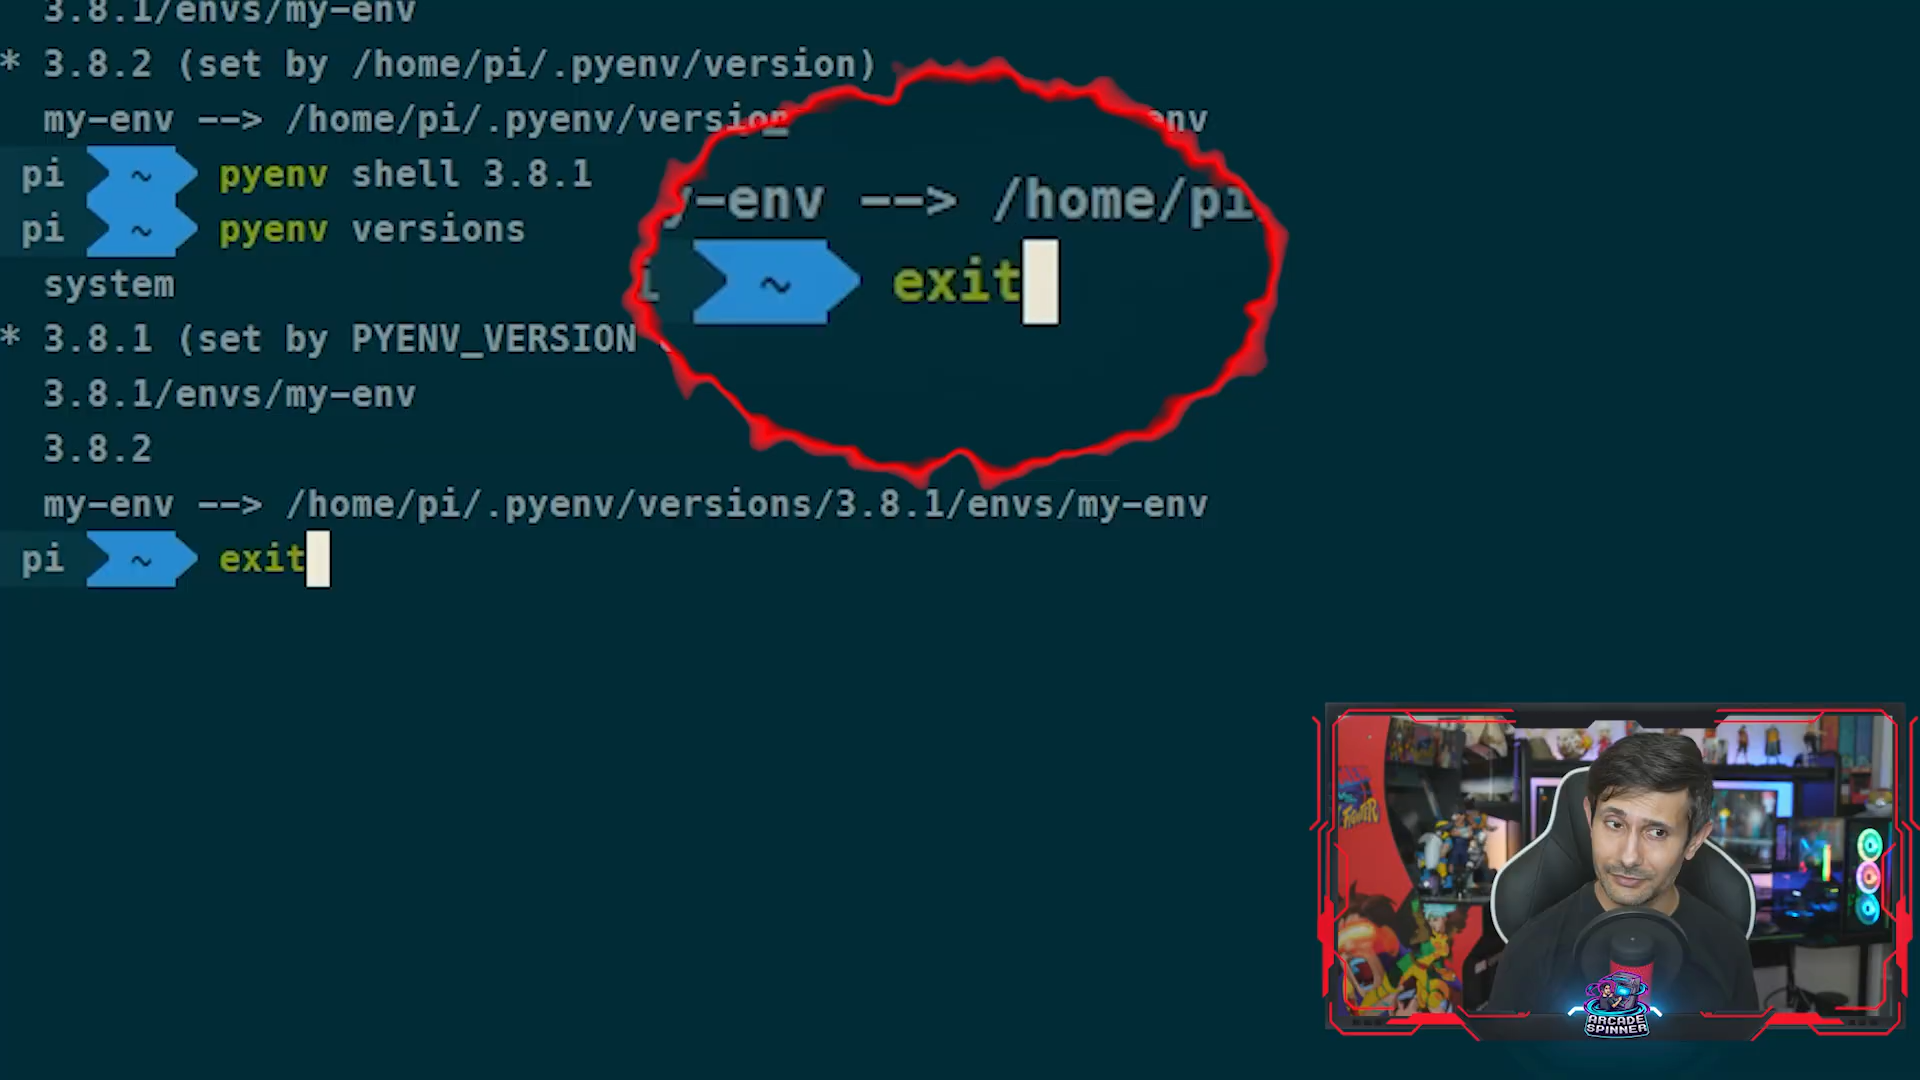 3.8.1/envs/my-env
* 3.8.2 (set by /home/pi/.pyenv/version)
my-env --> /home/pi/.pyenv/version env
pi ~ pyenv shell 3.8.1
pi ~ pyenv versions
system
* 3.8.1 (set by PYENV_VERSION
3.8.1/envs/my-env
3.8.2
my-env --> /home/pi/.pyenv/versions/3.8.1/envs/my-env
pi ~ exit
y-env --> /home/pi
i ~ exit
FIGHTER
ARCADE
SPINNER